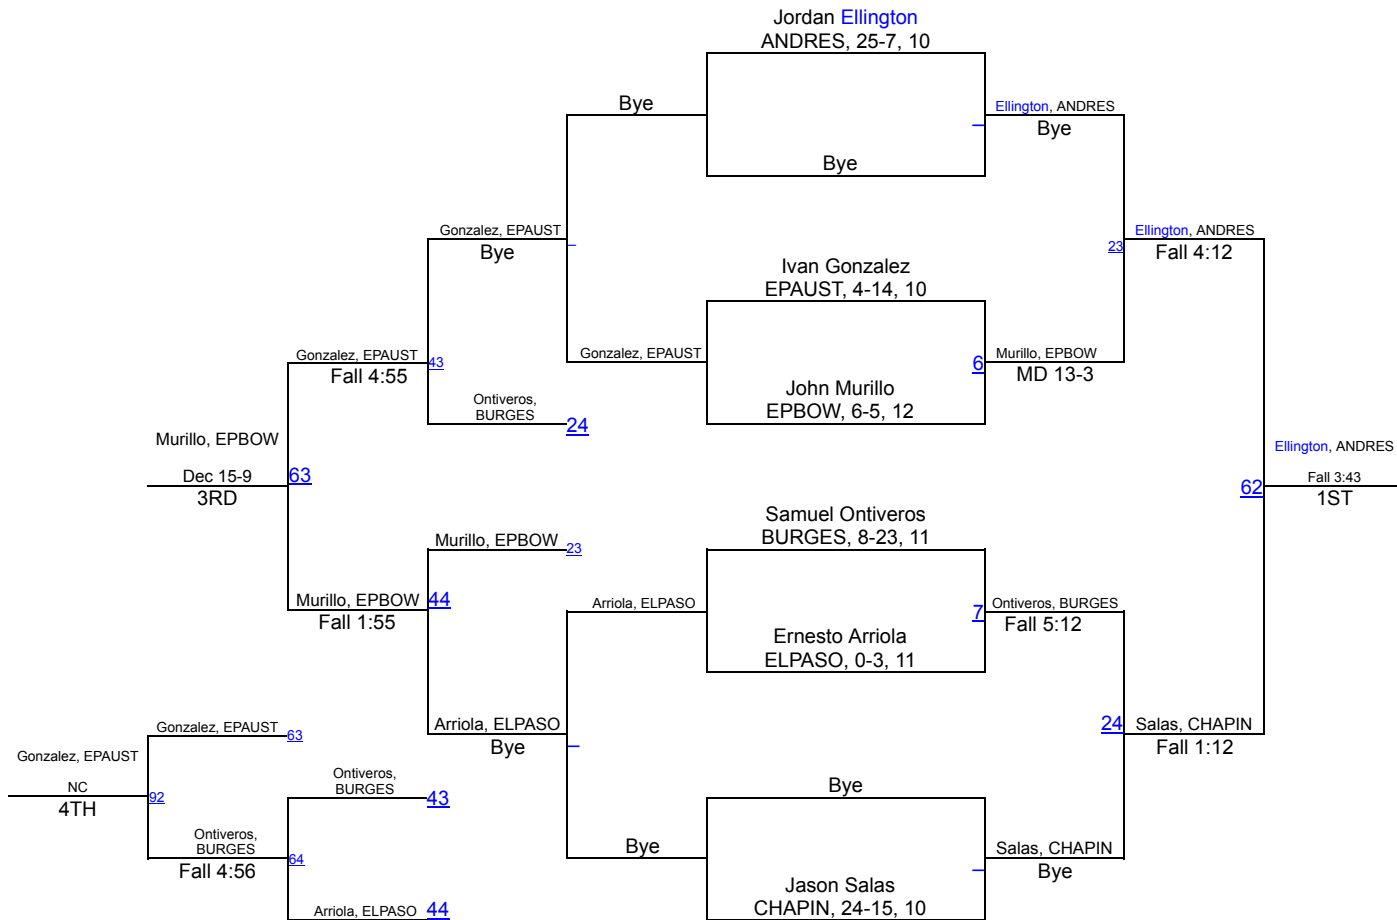 Jordan Ellington
ANDRES, 25-7, 10
Bye
Ellington, ANDRES
Bye
Bye
Gonzalez, EPAUST
Bye
Ellington, ANDRES
23
Fall 4:12
Ivan Gonzalez
EPAUST, 4-14, 10
Gonzalez, EPAUST
43
Fall 4:55
Gonzalez, EPAUST
6
Murillo, EPBOW
MD 13-3
John Murillo
EPBOW, 6-5, 12
Ontiveros,
BURGES
24
Murillo, EPBOW
Dec 15-9
63
3RD
Ellington, ANDRES
Fall 3:43
62
1ST
Samuel Ontiveros
BURGES, 8-23, 11
Murillo, EPBOW
23
Murillo, EPBOW
44
Fall 1:55
Arriola, ELPASO
7
Ontiveros, BURGES
Fall 5:12
Ernesto Arriola
ELPASO, 0-3, 11
Arriola, ELPASO
Bye
24
Salas, CHAPIN
Fall 1:12
Gonzalez, EPAUST
63
Gonzalez, EPAUST
NC
92
4TH
Ontiveros,
BURGES
43
Bye
Ontiveros,
BURGES
64
Fall 4:56
Bye
Salas, CHAPIN
Bye
Jason Salas
CHAPIN, 24-15, 10
Arriola, ELPASO
44